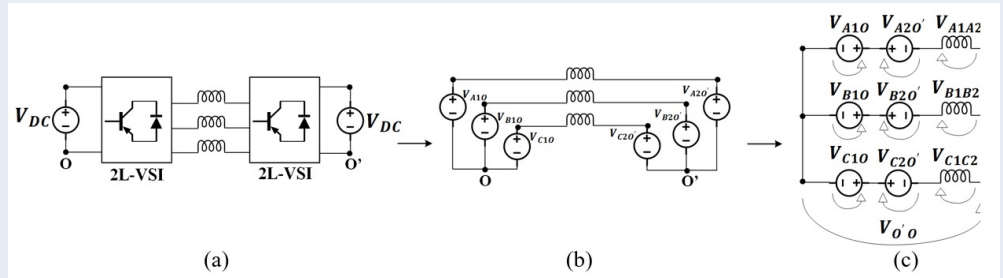 V_DC
+
−
O
2L-VSI
2L-VSI
+
−
V_DC
O'
(a)
V_A1O
V_B1O
V_C1O
O
V_A2O'
V_B2O'
V_C2O'
O'
(b)
V_A1O V_A2O' V_A1A2
V_B1O V_B2O' V_B1B2
V_C1O V_C2O' V_C1C2
V_O'O
(c)